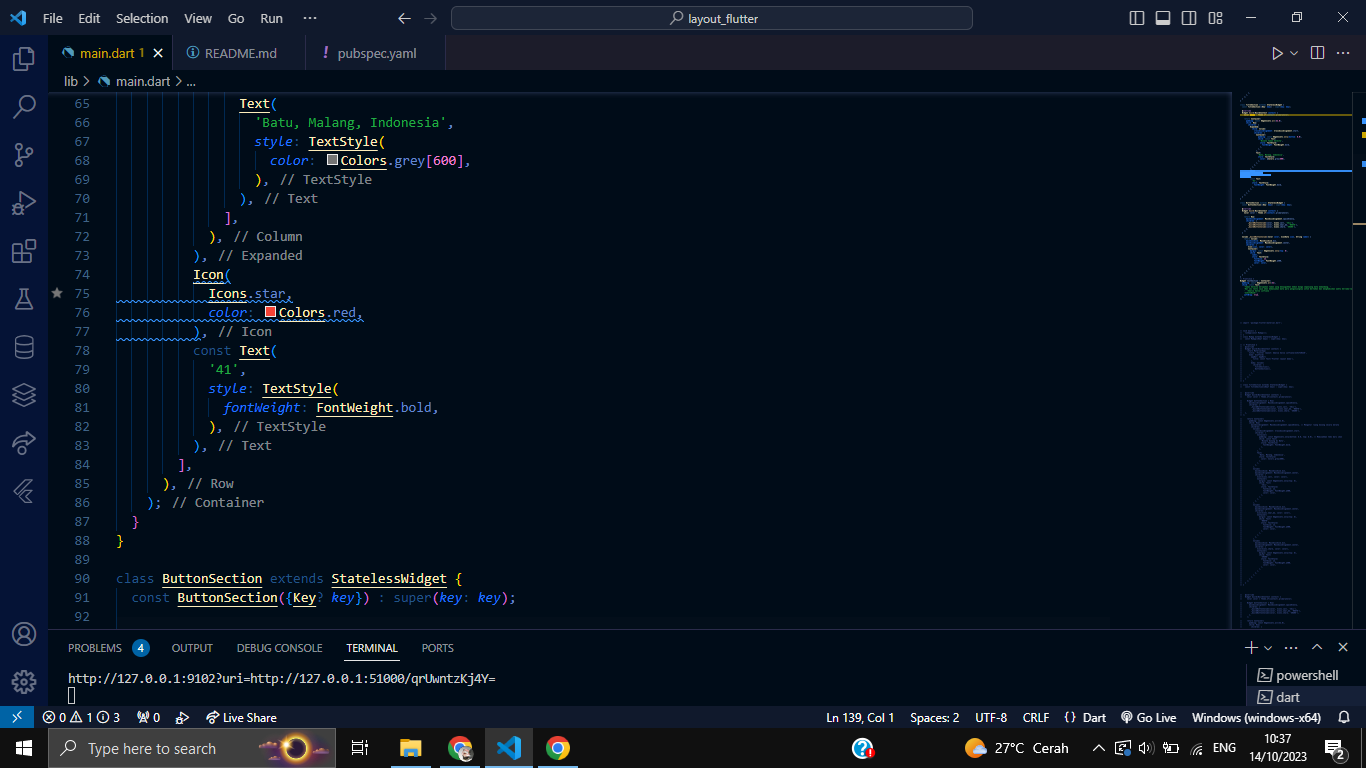 File Edit Selection View Go Run ··· layout_flutter
main.dart 1 README.md pubspec.yaml
lib > main.dart > ...
65 Text(
66 'Batu, Malang, Indonesia',
67 style: TextStyle(
68 color: Colors.grey[600],
69 ), // TextStyle
70 ), // Text
71 ],
72 ), // Column
73 ), // Expanded
74 Icon(
75 Icons.star,
76 color: Colors.red,
77 ), // Icon
78 const Text(
79 '41',
80 style: TextStyle(
81 fontWeight: FontWeight.bold,
82 ), // TextStyle
83 ), // Text
84 ],
85 ), // Row
86 ); // Container
87 }
88 }
89
90 class ButtonSection extends StatelessWidget {
91 const ButtonSection({Key? key}) : super(key: key);
92
PROBLEMS 4 OUTPUT DEBUG CONSOLE TERMINAL PORTS
http://127.0.0.1:9102?uri=http://127.0.0.1:51000/qrUwntzKj4Y=
powershell
dart
0 1 3 0 Live Share Ln 139, Col 1 Spaces: 2 UTF-8 CRLF {} Dart Go Live Windows (windows-x64)
Type here to search 27°C Cerah ENG 10:37
14/10/2023 2